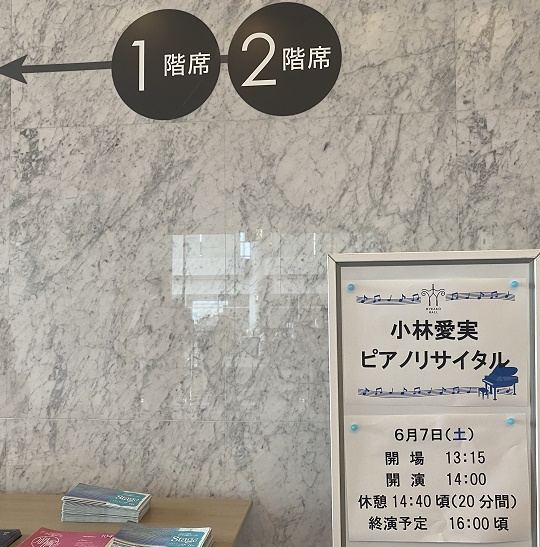 1階席
2階席
小林愛実
ピアノリサイタル
6月7日(土)
開場 13:15
開演 14:00
休憩 14:40頃(20分間)
終演予定 16:00頃
Stage
Stage